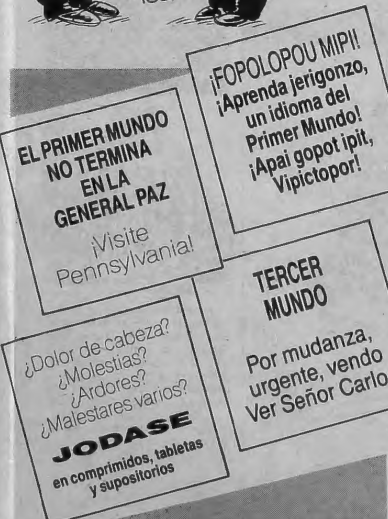 EL PRIMER MUNDO
NO TERMINA
EN LA
GENERAL PAZ
¡Visite
Pennsylvania!
¡FOPOLOPOU MIPI!
¡Aprenda jerigonzo,
un idioma del
Primer Mundo!
¡Apai gopot ipit,
Vipictopor!
¿Dolor de cabeza?
¿Molestias?
¿Ardores?
¿Malestares varios?
JODASE
en comprimidos, tabletas
y supositorios
TERCER
MUNDO
Por mudanza,
urgente, vendo
Ver Señor Carlo